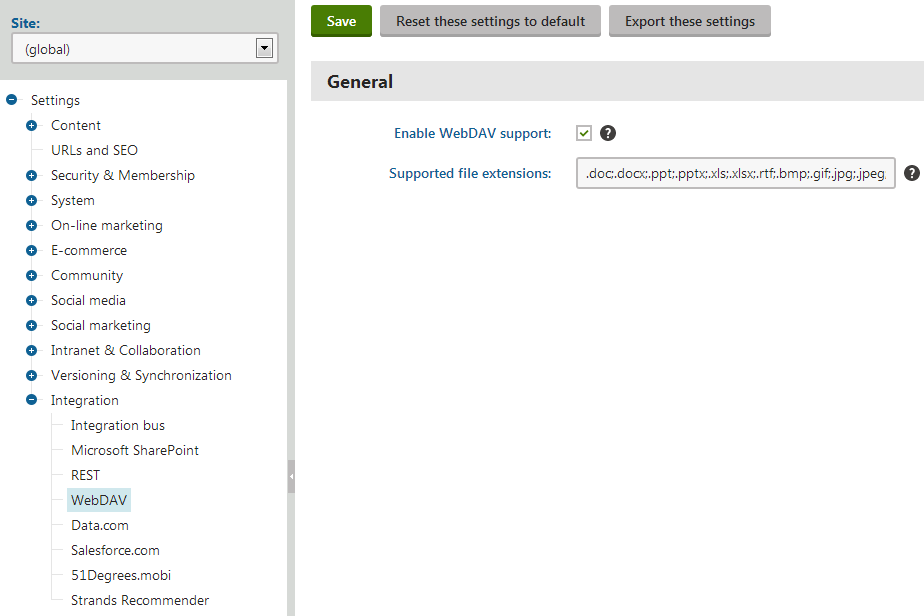 Site:
(global)
Settings
Content
URLs and SEO
Security & Membership
System
On-line marketing
E-commerce
Community
Social media
Social marketing
Intranet & Collaboration
Versioning & Synchronization
Integration
Integration bus
Microsoft SharePoint
REST
WebDAV
Data.com
Salesforce.com
51Degrees.mobi
Strands Recommender
Save
Reset these settings to default
Export these settings
General
Enable WebDAV support:
?
Supported file extensions:
.doc;.docx;.ppt;.pptx;.xls;.xlsx;.rtf;.bmp;.gif;.jpg;.jpeg;
?